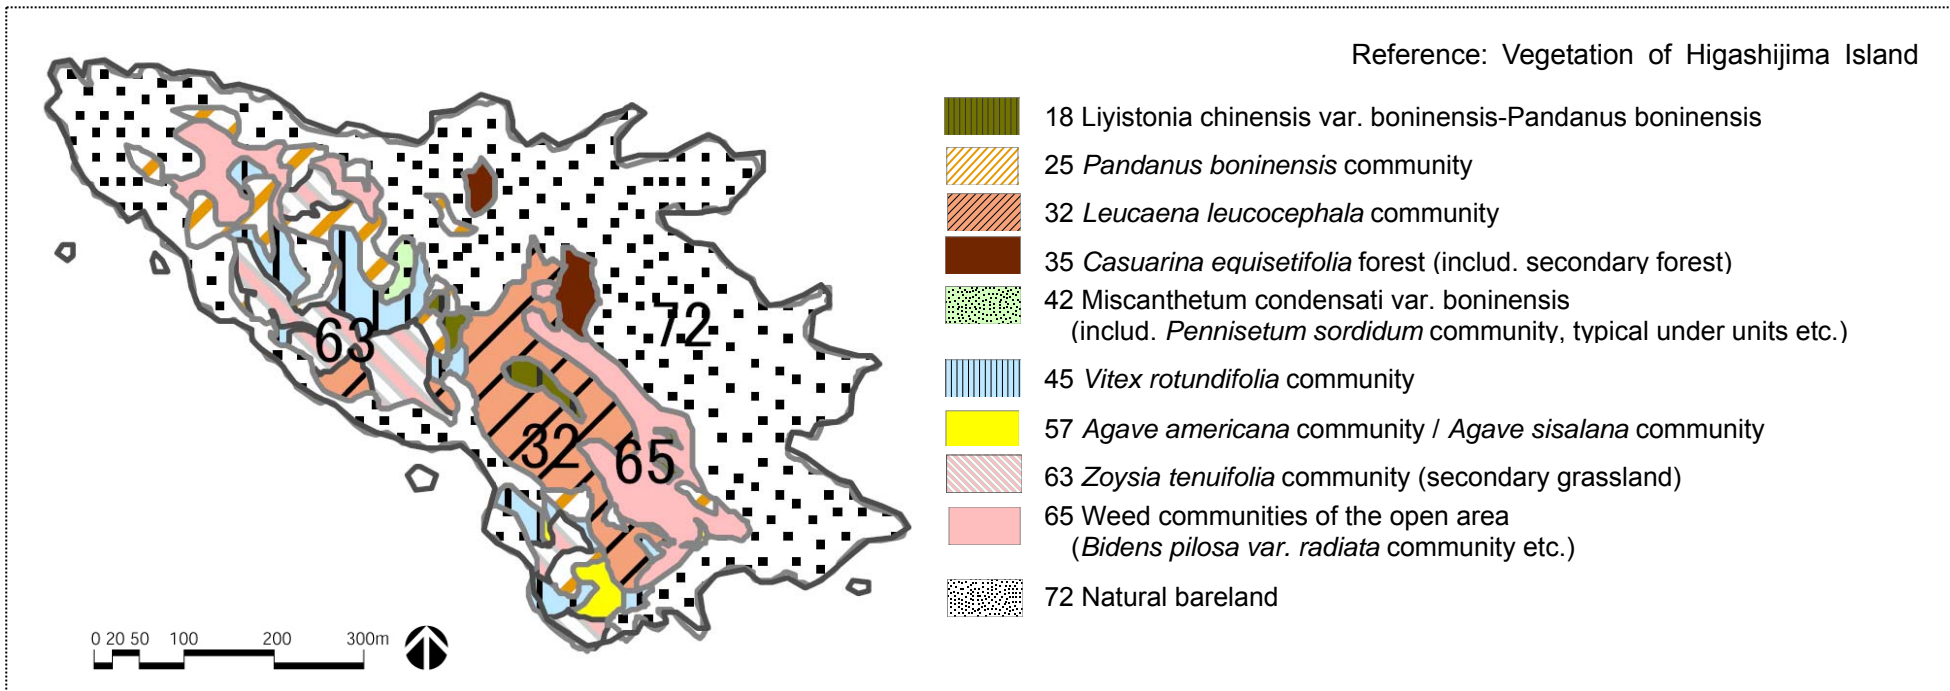 Reference: Vegetation of Higashijima Island
18 Liyistonia chinensis var. boninensis-Pandanus boninensis
25 Pandanus boninensis community
32 Leucaena leucocephala community
35 Casuarina equisetifolia forest (includ. secondary forest)
42 Miscanthetum condensati var. boninensis
(includ. Pennisetum sordidum community, typical under units etc.)
45 Vitex rotundifolia community
57 Agave americana community / Agave sisalana community
63 Zoysia tenuifolia community (secondary grassland)
65 Weed communities of the open area
(Bidens pilosa var. radiata community etc.)
72 Natural bareland
72
63
32
65
0 20 50 100 200 300m